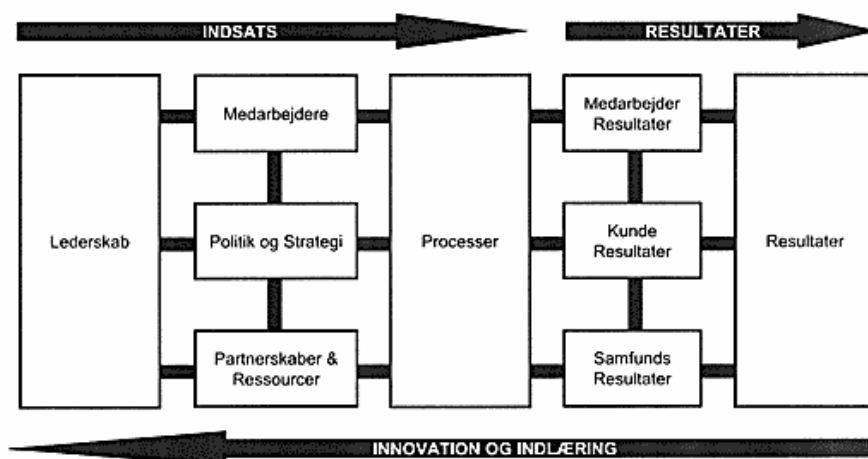 INDSATS
RESULTATER
Lederskab
Medarbejdere
Politik og Strategi
Partnerskaber &
Ressourcer
Processer
Medarbejder
Resultater
Kunde
Resultater
Samfunds
Resultater
Resultater
INNOVATION OG INDLÆRING